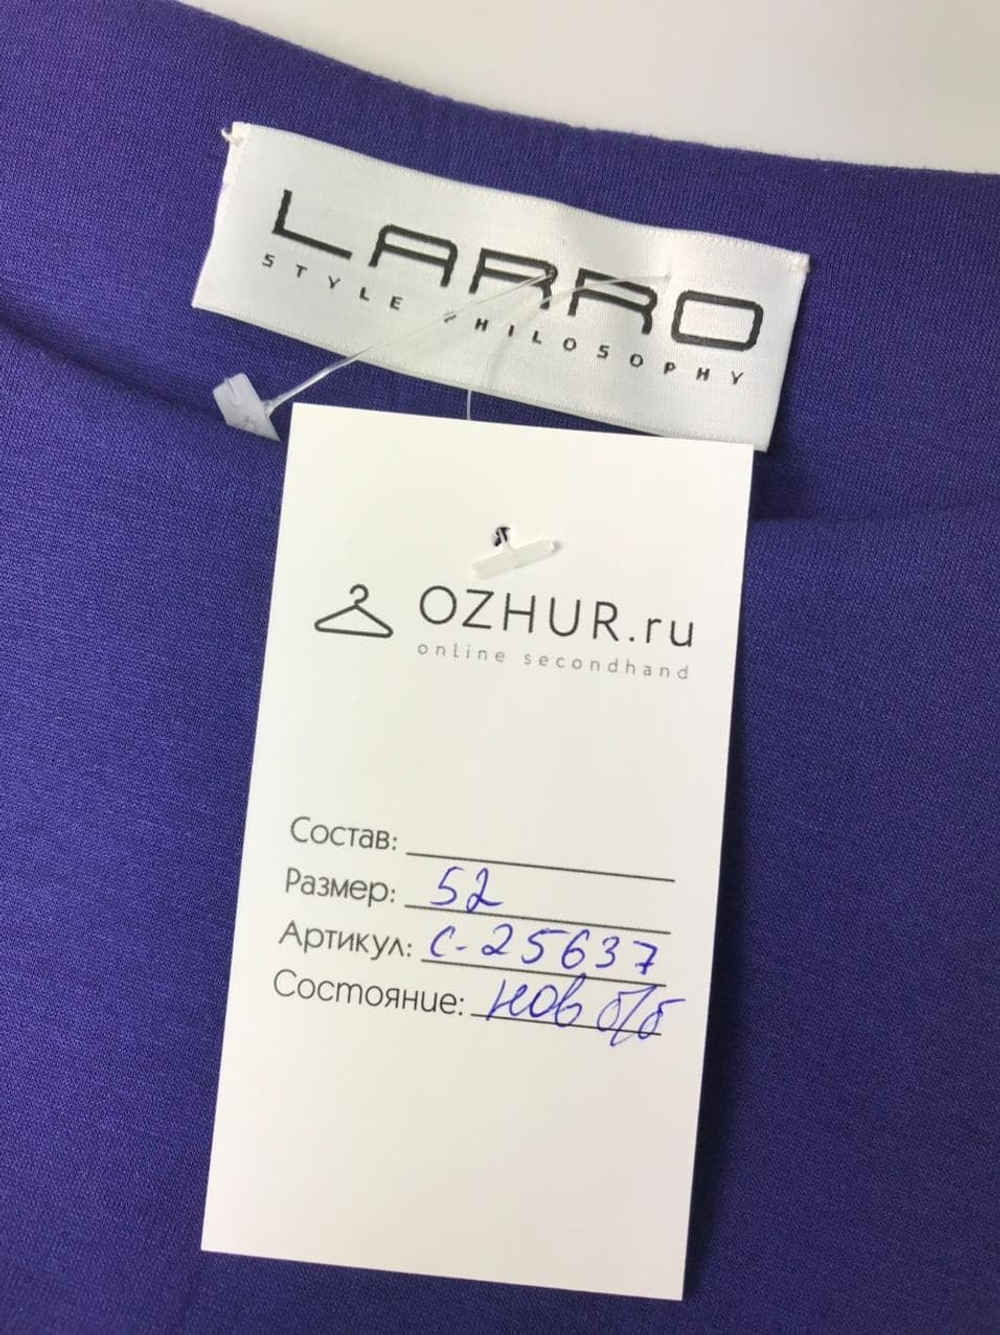 LARRO
STYLE PHILOSOPHY
OZHUR.ru
online secondhand
Состав:
Размер: 52
Артикул: С-25637
Состояние: нов б/б